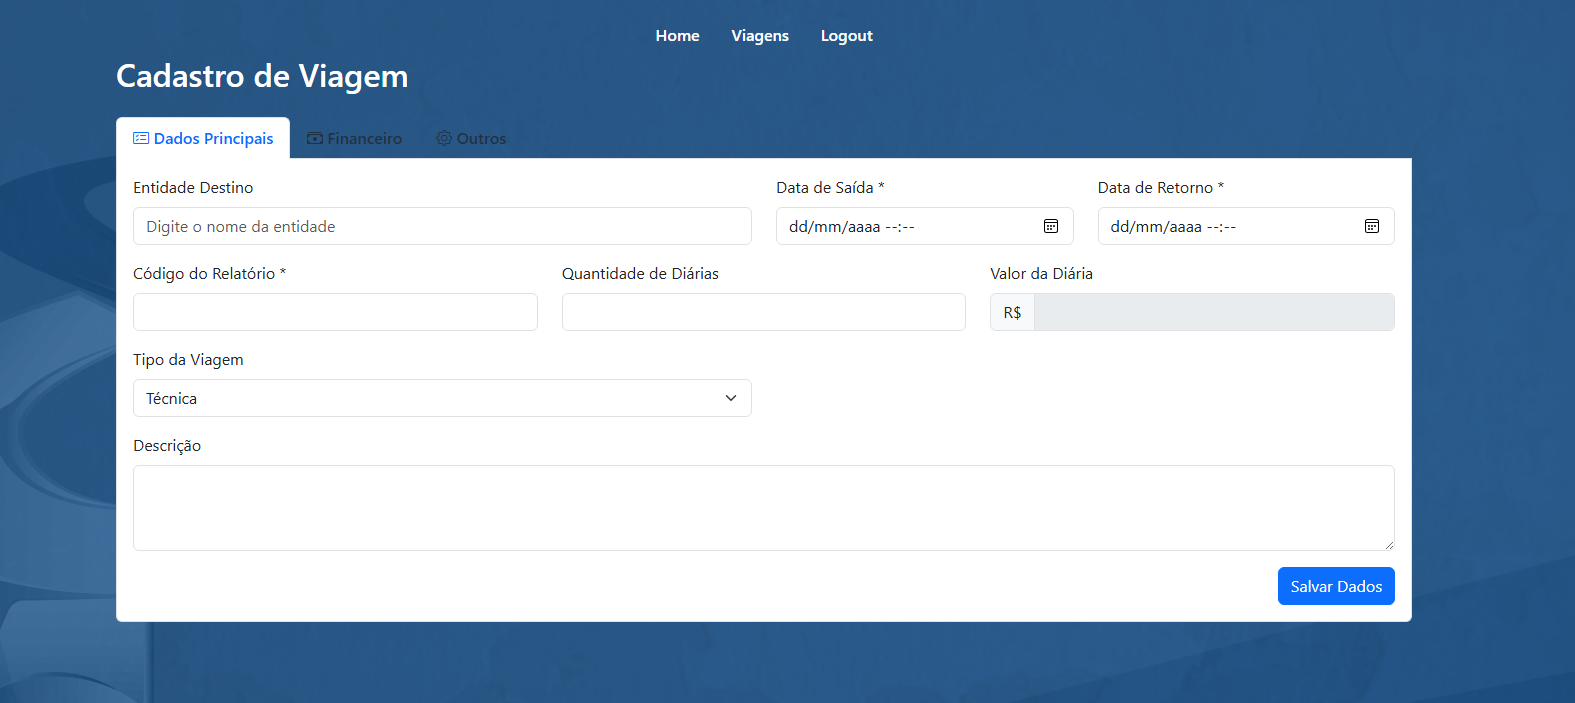 Home Viagens Logout
Cadastro de Viagem
Dados Principais Financeiro Outros
Entidade Destino Data de Saída * Data de Retorno *
Digite o nome da entidade dd/mm/aaaa --:-- dd/mm/aaaa --:--
Código do Relatório * Quantidade de Diárias Valor da Diária
R$
Tipo da Viagem
Técnica
Descrição
Salvar Dados